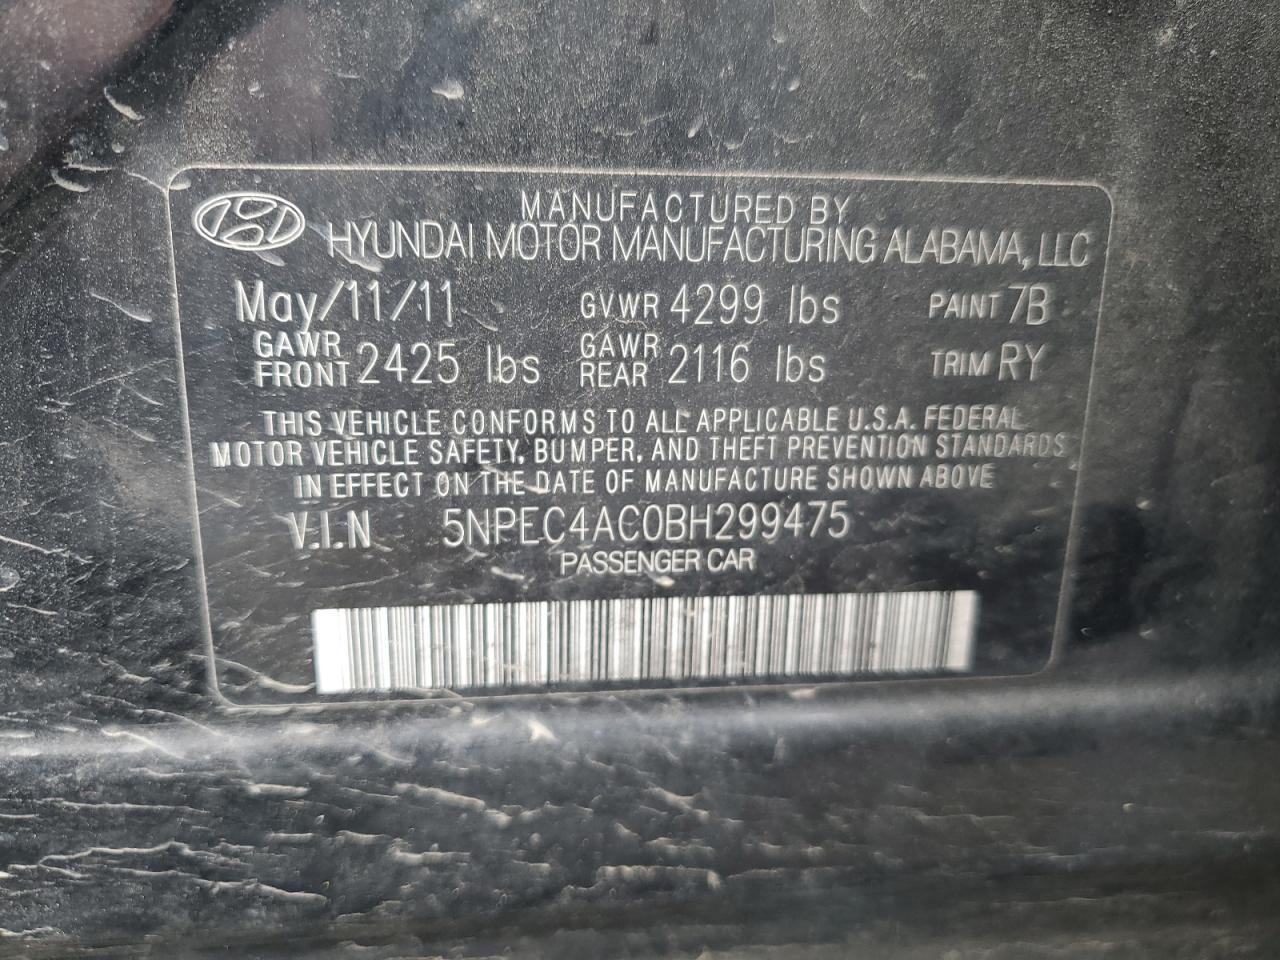 MANUFACTURED BY
HYUNDAI MOTOR MANUFACTURING ALABAMA, LLC
May/11/11 GVWR 4299 lbs PAINT 7B
GAWR FRONT 2425 lbs GAWR REAR 2116 lbs TRIM RY
THIS VEHICLE CONFORMS TO ALL APPLICABLE U.S.A. FEDERAL
MOTOR VEHICLE SAFETY, BUMPER, AND THEFT PREVENTION STANDARDS
IN EFFECT ON THE DATE OF MANUFACTURE SHOWN ABOVE
V.I.N 5NPEC4AC0BH299475
PASSENGER CAR